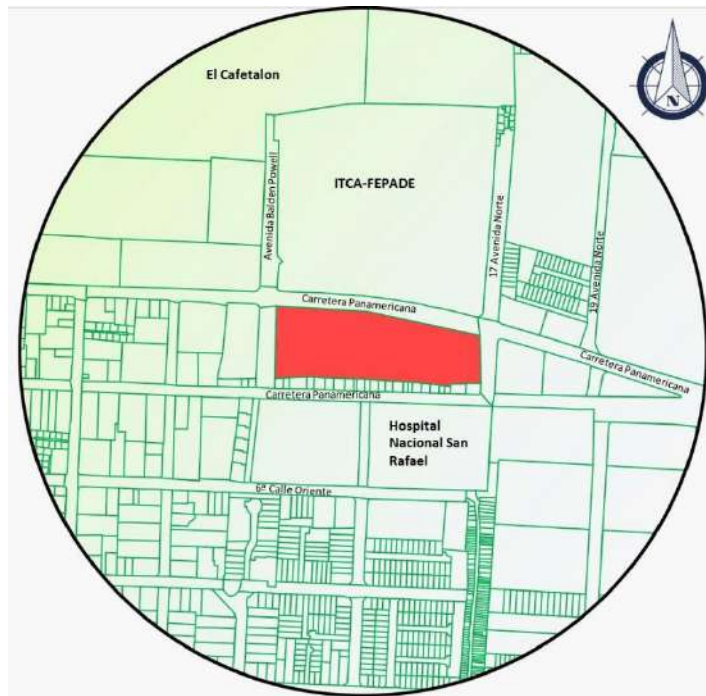 El Cafetalon
N
Avenida Balden Powell
ITCA-FEPADE
17 Avenida Norte
19 Avenida Norte
Carretera Panamericana
Carretera Panamericana
Carretera Panamericana
Hospital
Nacional San
Rafael
6ª Calle Oriente